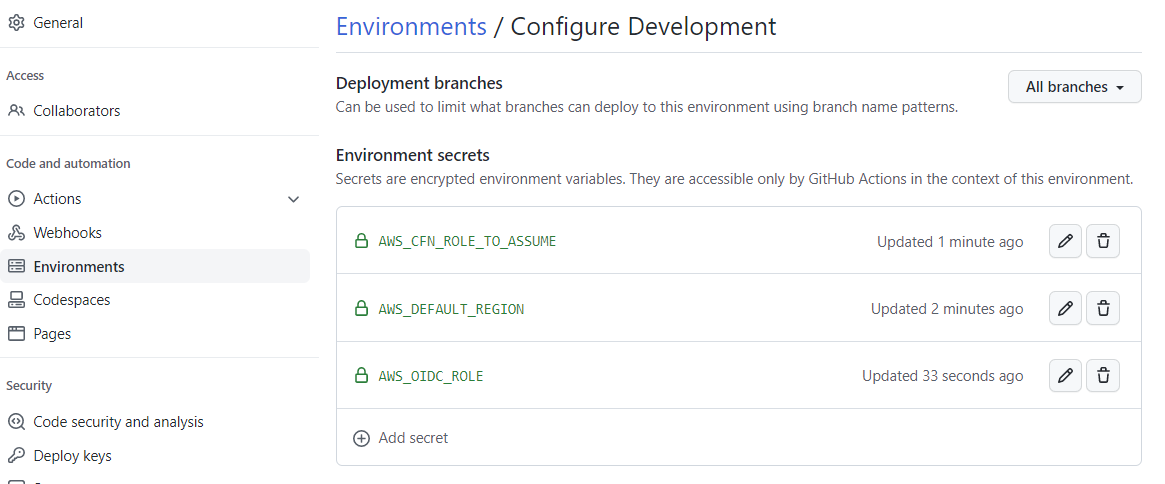 General
Access
Collaborators
Code and automation
Actions
Webhooks
Environments
Codespaces
Pages
Security
Code security and analysis
Deploy keys
Environments / Configure Development
Deployment branches
Can be used to limit what branches can deploy to this environment using branch name patterns.
All branches
Environment secrets
Secrets are encrypted environment variables. They are accessible only by GitHub Actions in the context of this environment.
AWS_CFN_ROLE_TO_ASSUME Updated 1 minute ago
AWS_DEFAULT_REGION Updated 2 minutes ago
AWS_OIDC_ROLE Updated 33 seconds ago
Add secret